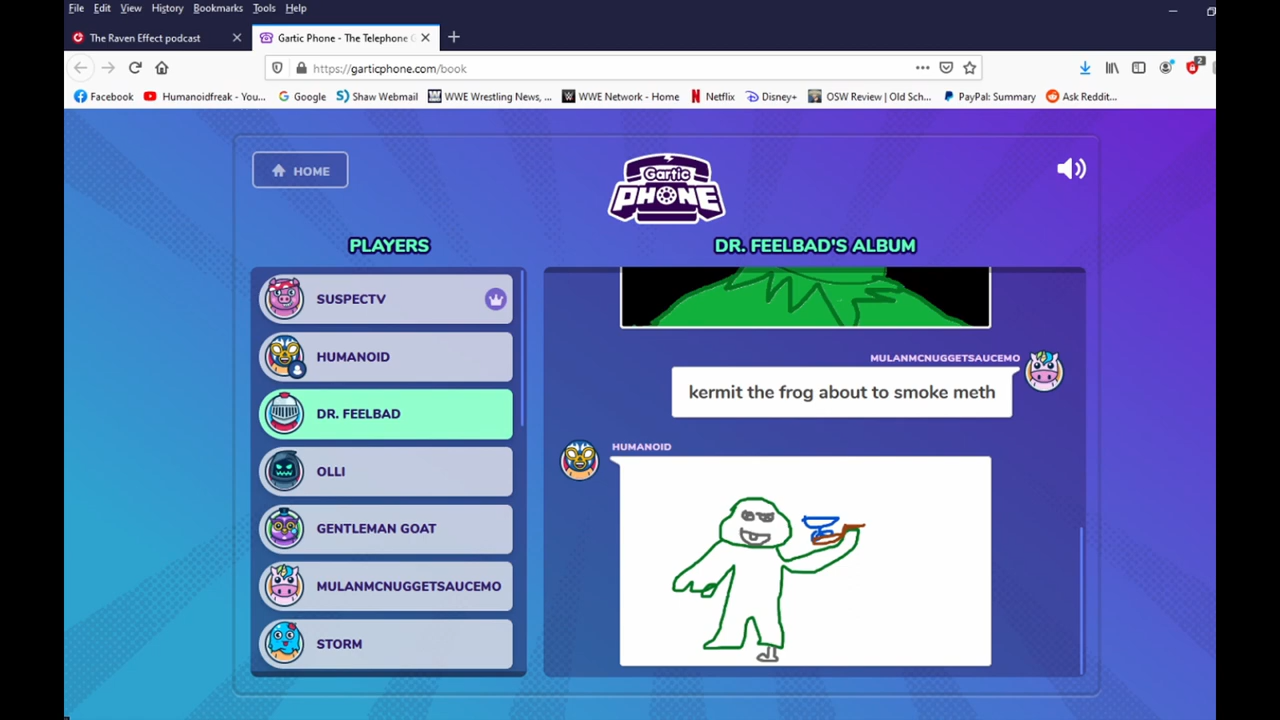 File Edit View History Bookmarks Tools Help
The Raven Effect podcast
Gartic Phone - The Telephone G
https://garticphone.com/book
2
Facebook Humanoidfreak - You... Google Shaw Webmail WWE Wrestling News, ... WWE Network - Home Netflix Disney+ OSW Review | Old Sch... PayPal: Summary Ask Reddit...
HOME
Gartic
PHONE
PLAYERS
DR. FEELBAD'S ALBUM
SUSPECTV
HUMANOID
DR. FEELBAD
OLLI
GENTLEMAN GOAT
MULANMCNUGGETSAUCEMO
STORM
MULANMCNUGGETSAUCEMO
kermit the frog about to smoke meth
HUMANOID